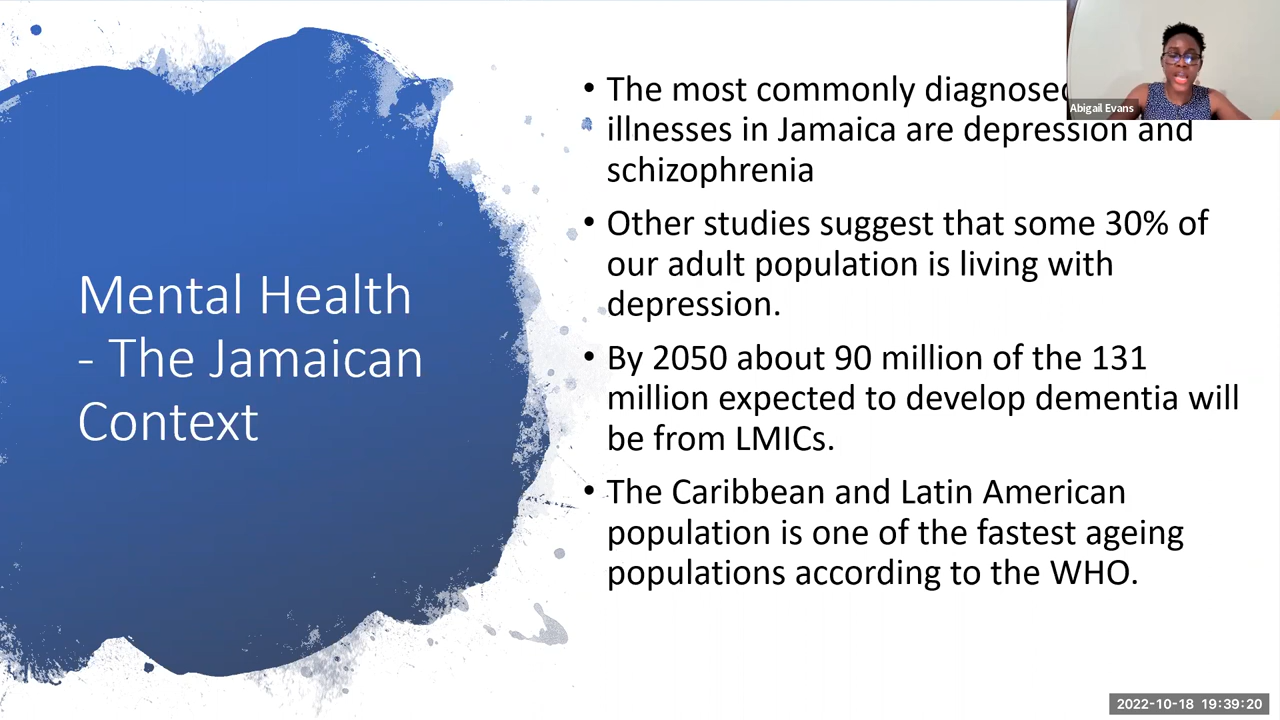 Mental Health
- The Jamaican
Context
• The most commonly diagnosed
illnesses in Jamaica are depression and
schizophrenia
• Other studies suggest that some 30% of
our adult population is living with
depression.
• By 2050 about 90 million of the 131
million expected to develop dementia will
be from LMICs.
• The Caribbean and Latin American
population is one of the fastest ageing
populations according to the WHO.
Abigail Evans
2022-10-18 19:39:20